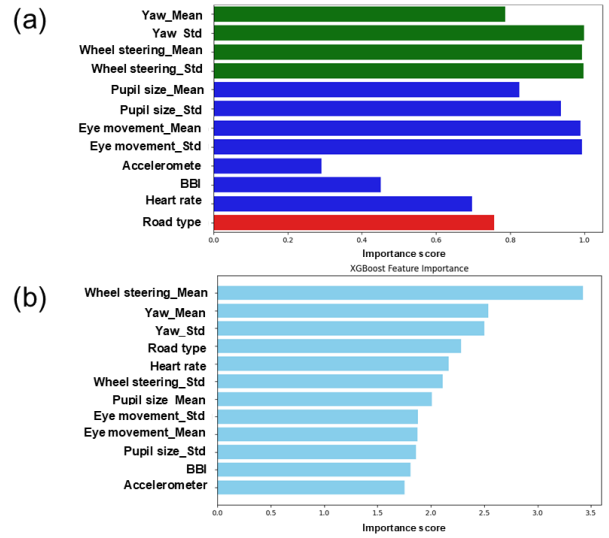 (a)
Yaw_Mean
Yaw Std
Wheel steering_Mean
Wheel steering_Std
Pupil size_Mean
Pupil size_Std
Eye movement_Mean
Eye movement_Std
Acceleromete
BBI
Heart rate
Road type
0.0 0.2 0.4 0.6 0.8 1.0
Importance score
XGBoost Feature Importance
(b)
Wheel steering_Mean
Yaw_Mean
Yaw_Std
Road type
Heart rate
Wheel steering_Std
Pupil size_Mean
Eye movement_Std
Eye movement_Mean
Pupil size_Std
BBI
Accelerometer
0.0 0.5 1.0 1.5 2.0 2.5 3.0 3.5
Importance score